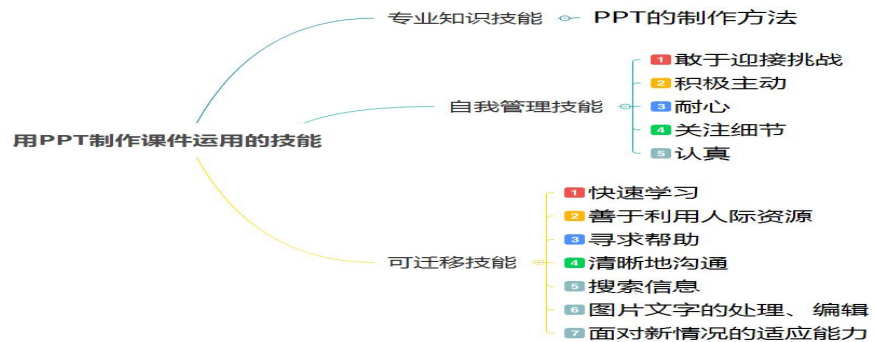 用PPT制作课件运用的技能
专业知识技能
PPT的制作方法
自我管理技能
1 敢于迎接挑战
2 积极主动
3 耐心
4 关注细节
5 认真
可迁移技能
1 快速学习
2 善于利用人际资源
3 寻求帮助
4 清晰地沟通
5 搜索信息
6 图片文字的处理、编辑
7 面对新情况的适应能力